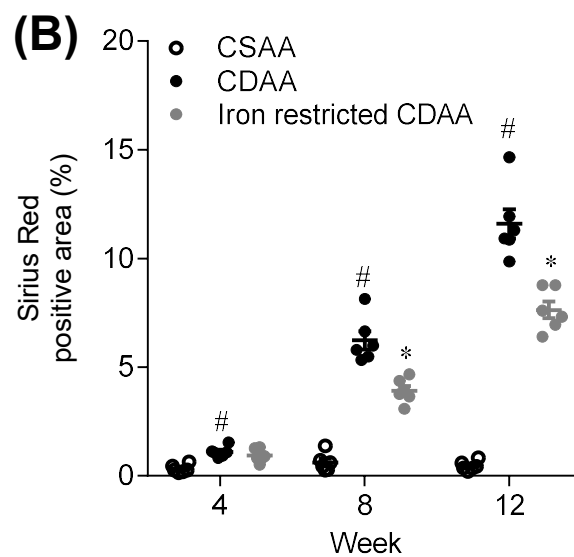 (B)
20
15
10
5
0
Sirius Red
positive area (%)
CSAA
CDAA
Iron restricted CDAA
#
#
*
#
*
4
8
12
Week